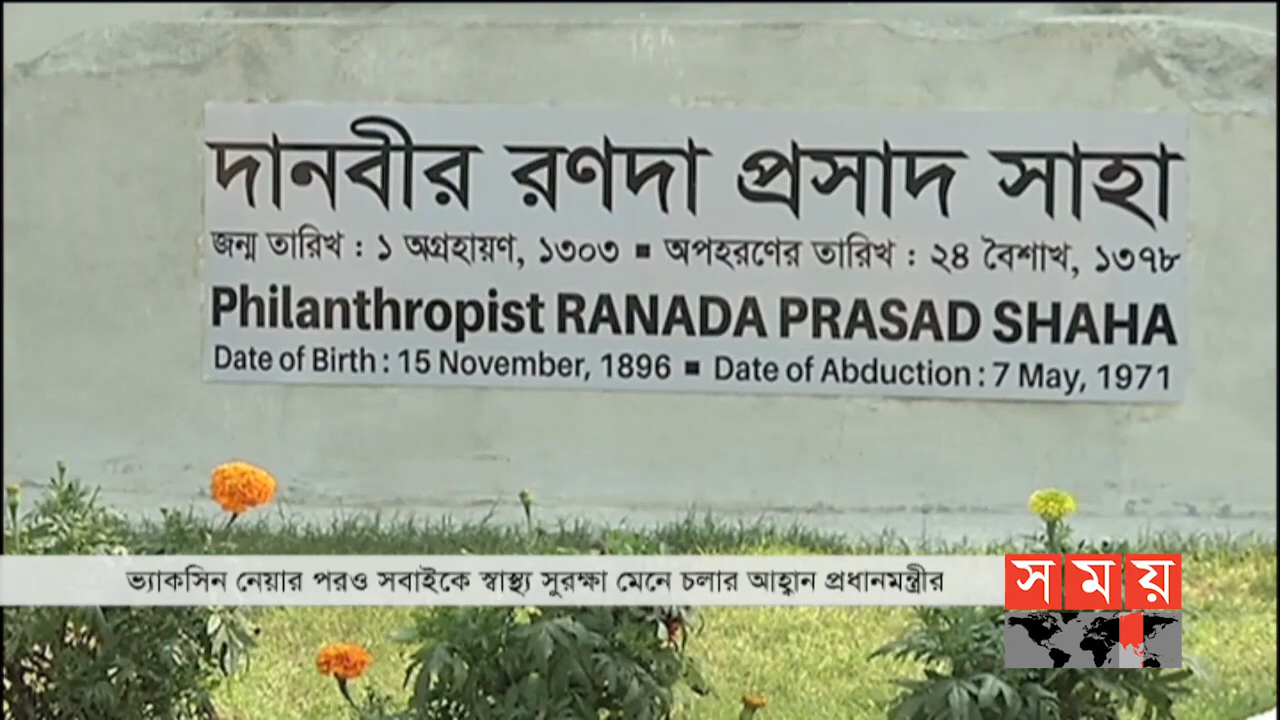 দানবীর রণদা প্রসাদ সাহা
জন্ম তারিখ : ১ অগ্রহায়ণ, ১৩০৩ ▪ অপহরণের তারিখ : ২৪ বৈশাখ, ১৩৭৮
Philanthropist RANADA PRASAD SHAHA
Date of Birth : 15 November, 1896 ▪ Date of Abduction : 7 May, 1971
ভ্যাকসিন নেয়ার পরও সবাইকে স্বাস্থ্য সুরক্ষা মেনে চলার আহ্বান প্রধানমন্ত্রীর
সময়